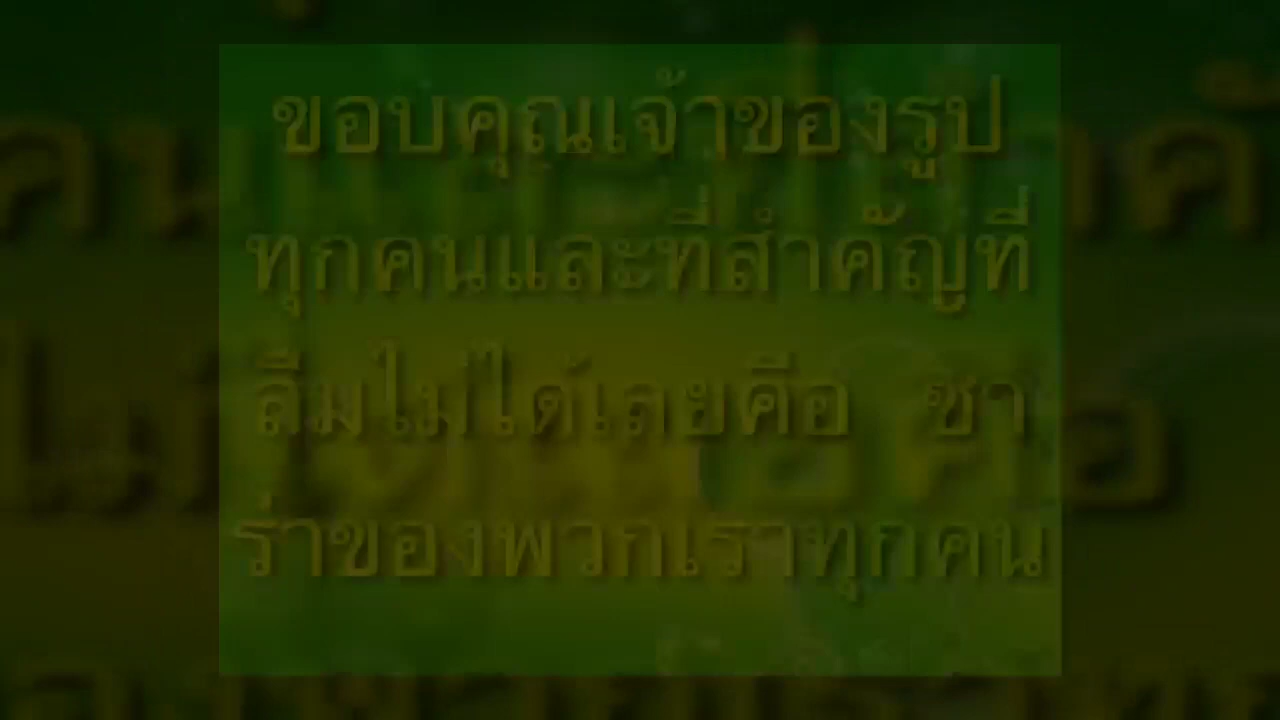 ขอบคุณเจ้าของรูป
ทุกคนและที่สำคัญที่
ลืมไม่ได้เลยคือ ซา
ร่าของพวกเราทุกคน